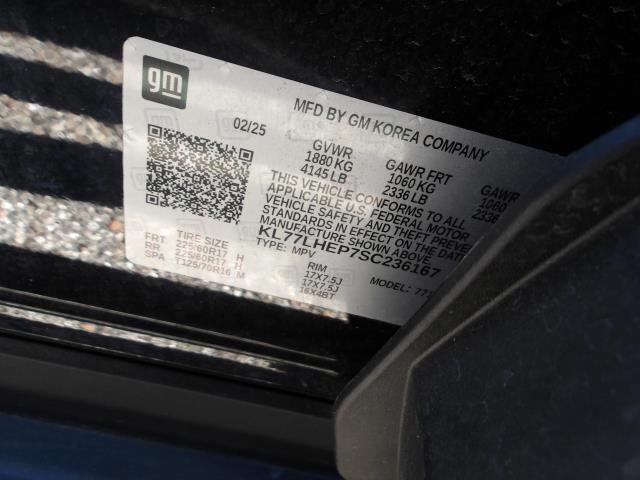 gm
MFD BY GM KOREA COMPANY
02/25
GVWR GAWR FRT GAWR
1880 KG 1060 KG 1060
4145 LB 2336 LB 2336
THIS VEHICLE CONFORMS TO ALL
APPLICABLE U.S. FEDERAL MOTOR
VEHICLE SAFETY AND THEFT PREVE
STANDARDS IN EFFECT ON THE DATE
MANUFACTURE SHOWN ABOVE.
KL77LHEP7SC236167
TYPE: MPV MODEL: 77
TIRE SIZE RIM
FRT 225/60R17 H 17X7.5J
RR 225/60R17 H 17X7.5J
SPA T125/70R16 M 16X4BT